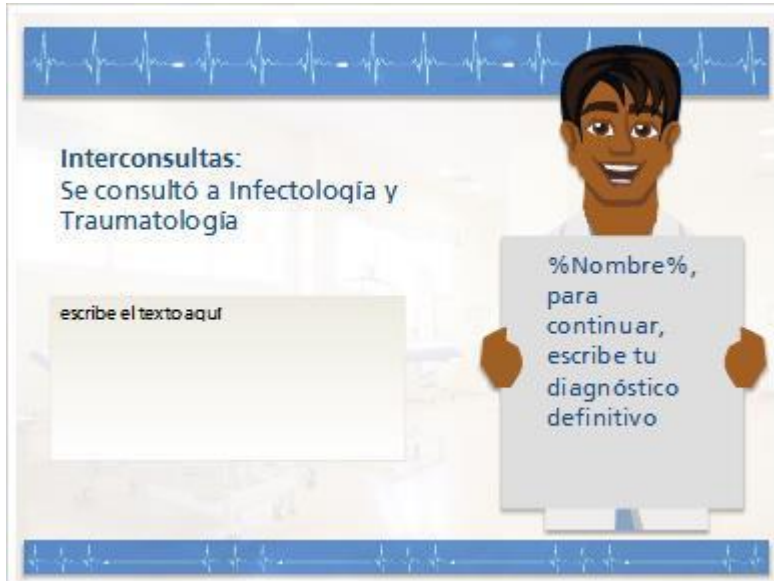 Interconsultas:
Se consultó a Infectología y
Traumatología
escribe el texto aquí
%Nombre%,
para
continuar,
escribe tu
diagnóstico
definitivo